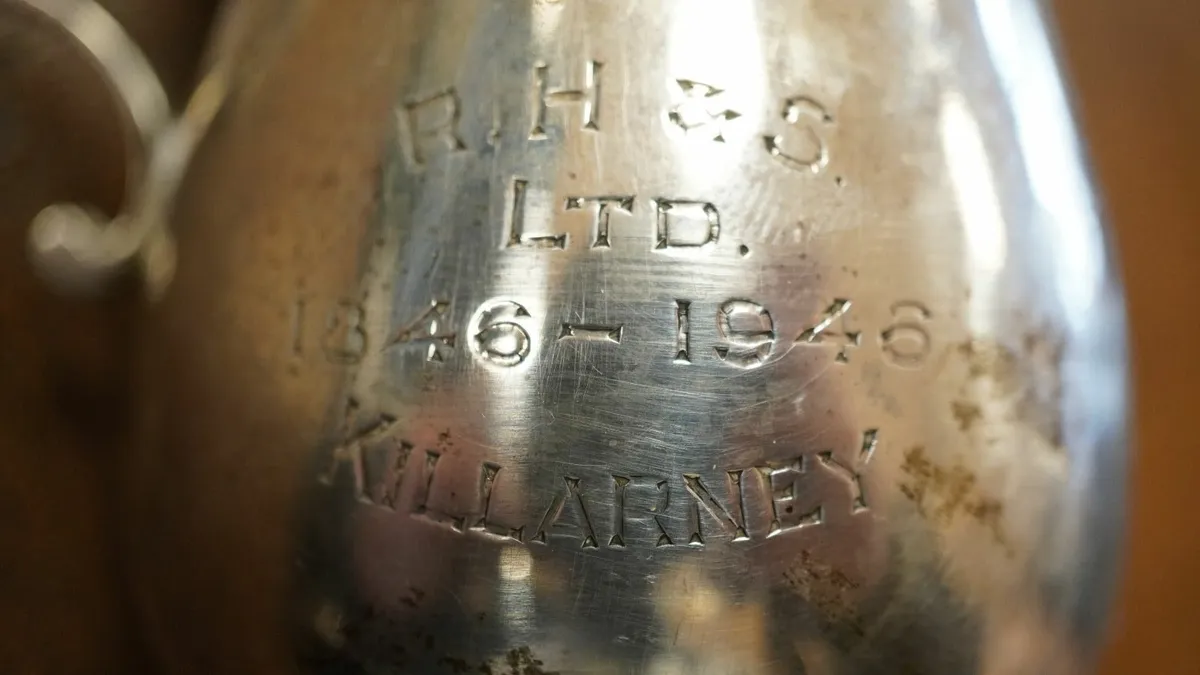 R.H & S.
LTD.
1846-1946
KILLARNEY